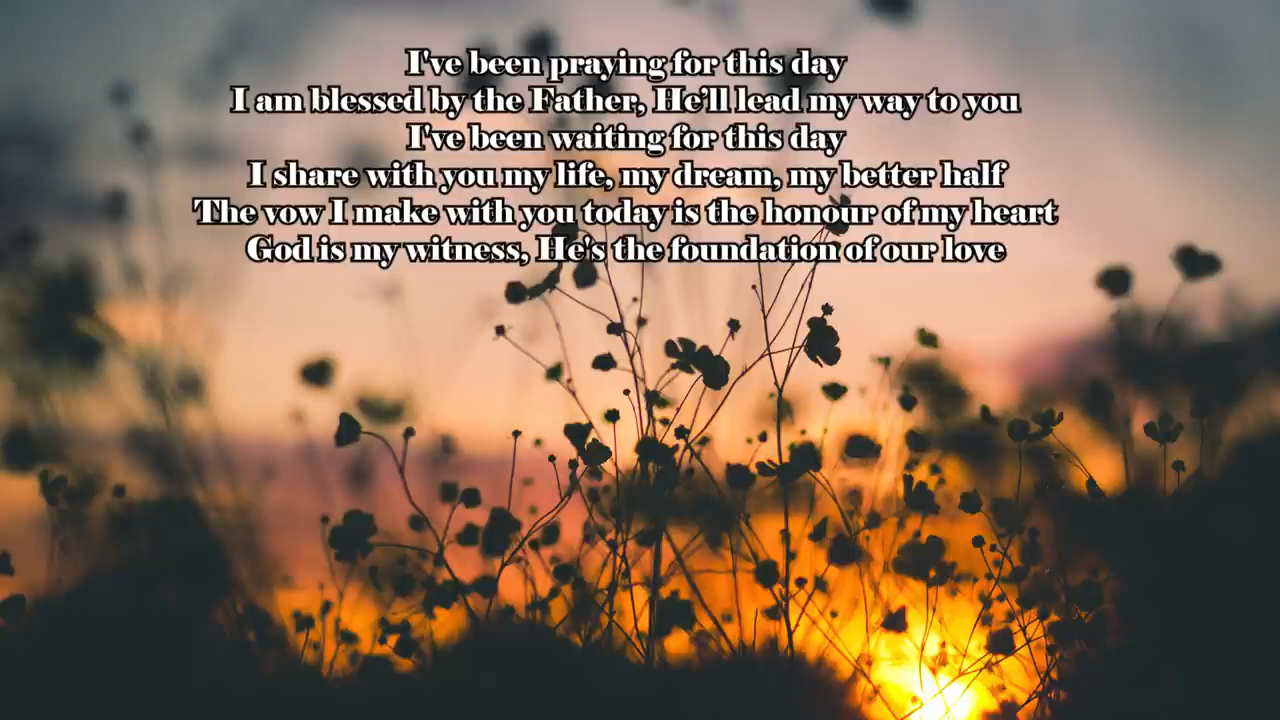 I've been praying for this day
I am blessed by the Father, He'll lead my way to you
I've been waiting for this day
I share with you my life, my dream, my better half
The vow I make with you today is the honour of my heart
God is my witness, He's the foundation of our love